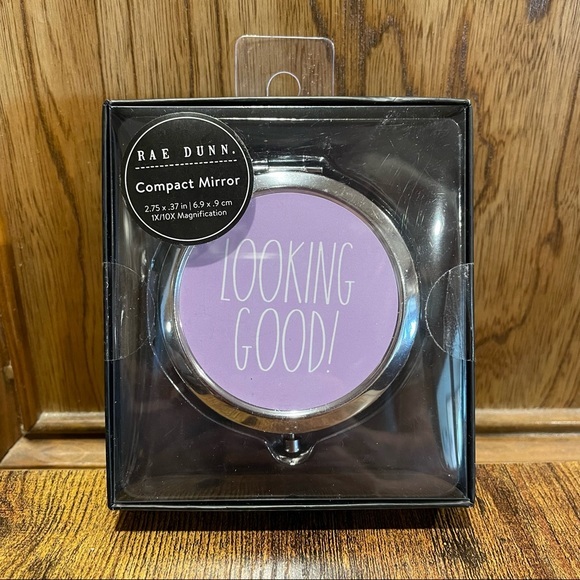 RAE DUNN.
Compact Mirror
2.75 x .37 in | 6.9 x .9 cm
1X/10X Magnification
LOOKING
GOOD!